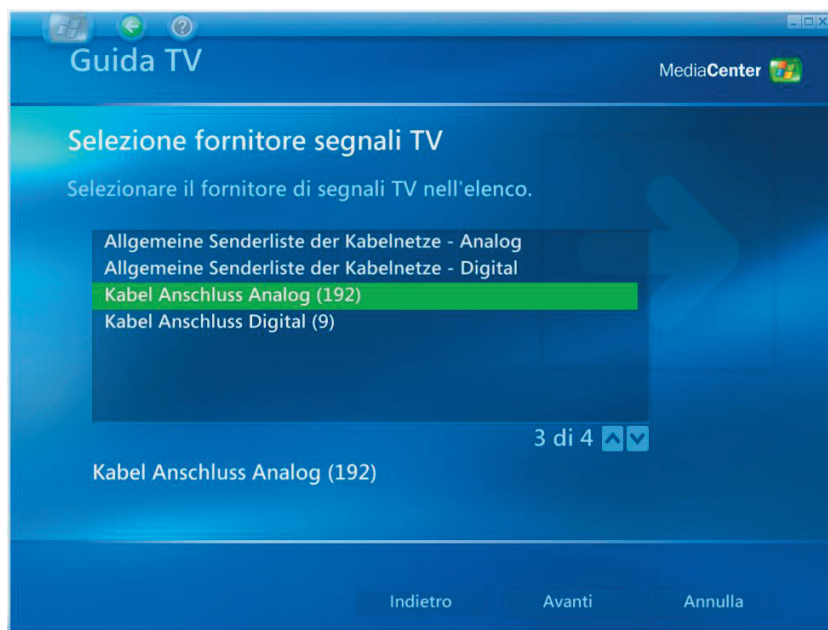 Guida TV
MediaCenter
Selezione fornitore segnali TV
Selezionare il fornitore di segnali TV nell'elenco.
Allgemeine Senderliste der Kabelnetze - Analog
Allgemeine Senderliste der Kabelnetze - Digital
Kabel Anschluss Analog (192)
Kabel Anschluss Digital (9)
3 di 4
Kabel Anschluss Analog (192)
Indietro Avanti Annulla